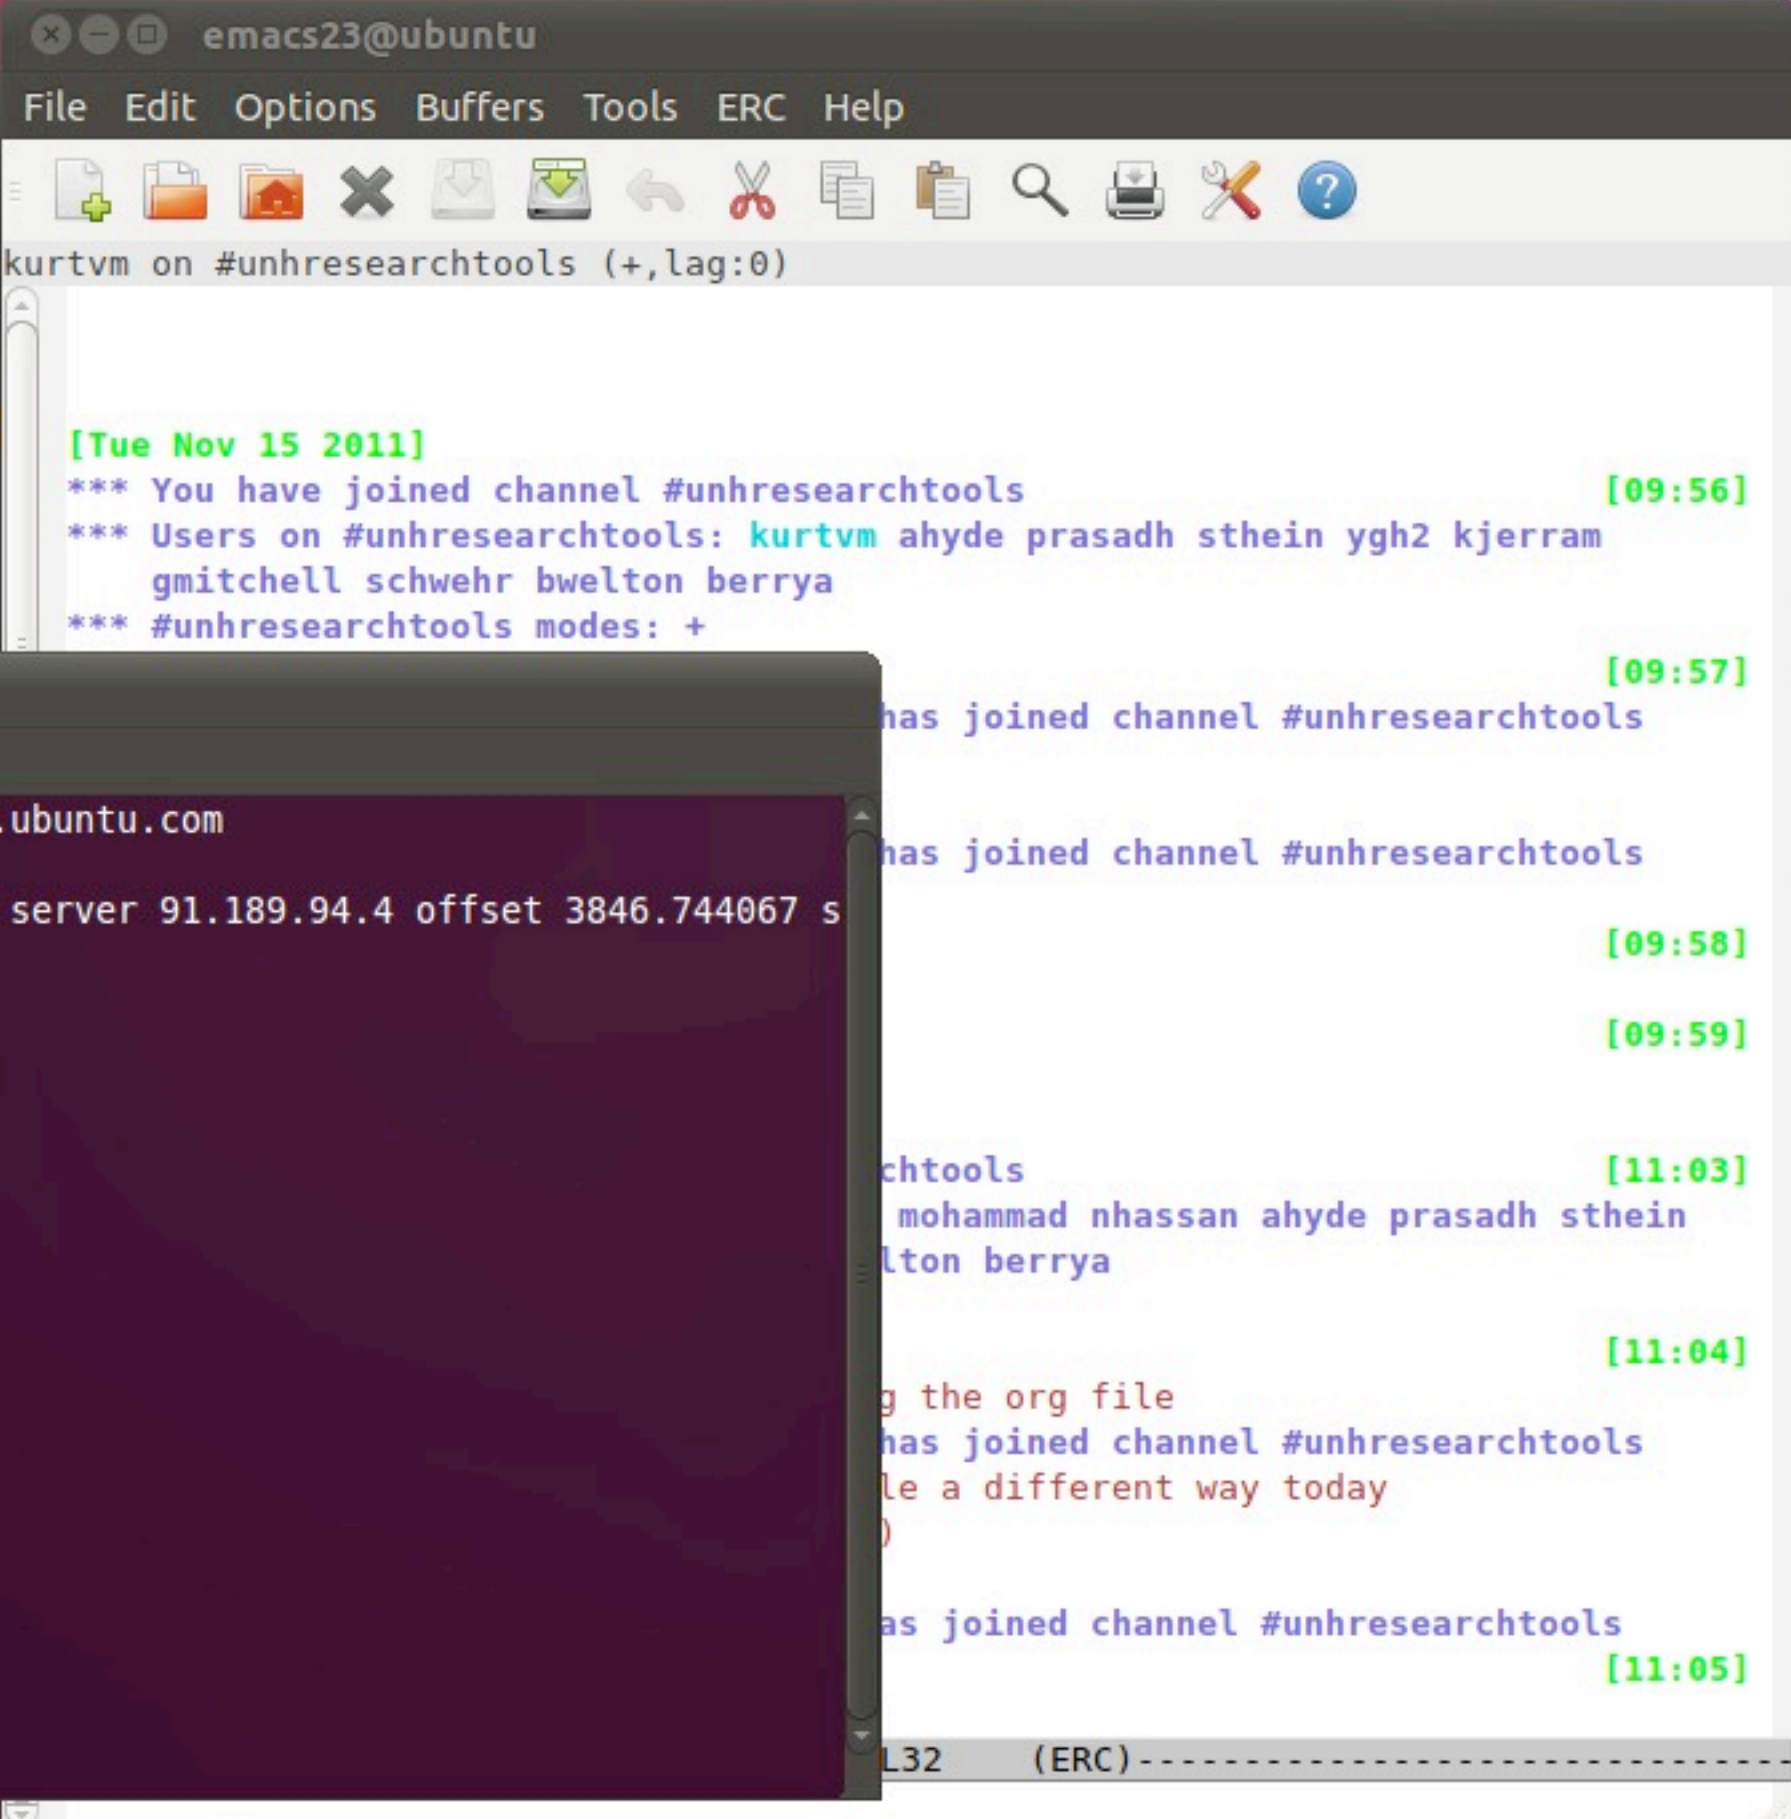 emacs23@ubuntu
File Edit Options Buffers Tools ERC Help
kurtvm on #unhresearchtools (+,lag:0)
[Tue Nov 15 2011]
*** You have joined channel #unhresearchtools [09:56]
*** Users on #unhresearchtools: kurtvm ahyde prasadh sthein ygh2 kjerram
gmitchell schwehr bwelton berrya
*** #unhresearchtools modes: +
[09:57]
has joined channel #unhresearchtools
.ubuntu.com
has joined channel #unhresearchtools
server 91.189.94.4 offset 3846.744067 s
[09:58]
[09:59]
chtools [11:03]
mohammad nhassan ahyde prasadh sthein
lton berrya
[11:04]
g the org file
has joined channel #unhresearchtools
le a different way today
)
as joined channel #unhresearchtools
[11:05]
L32 (ERC)--------------------------------